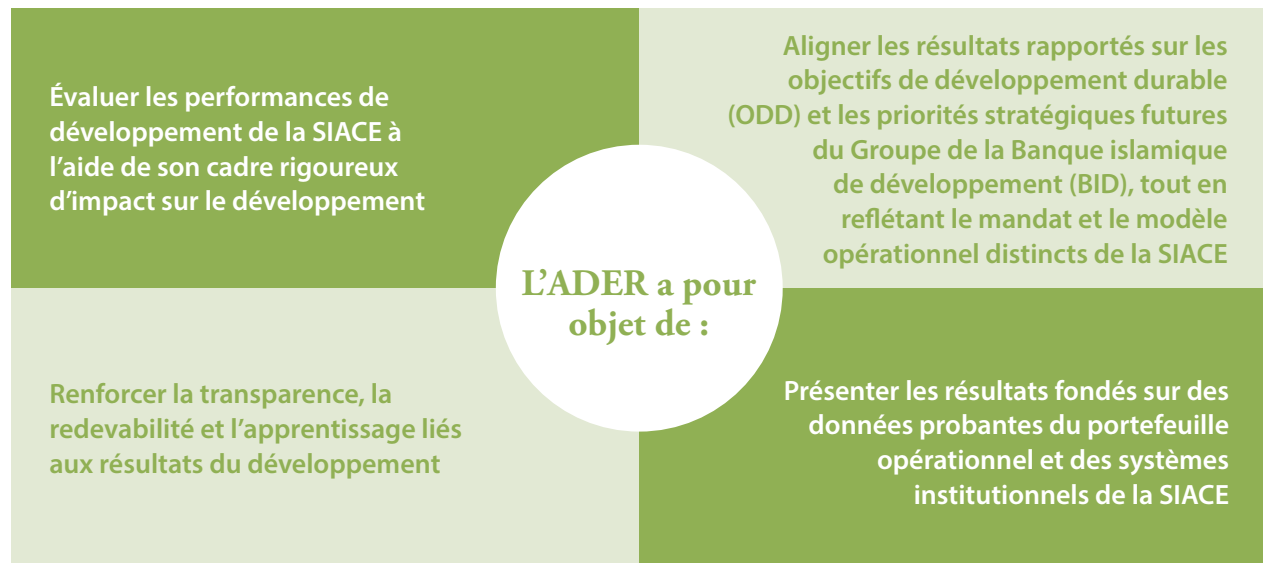 Évaluer les performances de
développement de la SIACE à
l’aide de son cadre rigoureux
d’impact sur le développement
Aligner les résultats rapportés sur les
objectifs de développement durable
(ODD) et les priorités stratégiques futures
du Groupe de la Banque islamique
de développement (BID), tout en
reflétant le mandat et le modèle
opérationnel distincts de la SIACE
L’ADER a pour
objet de :
Renforcer la transparence, la
redevabilité et l’apprentissage liés
aux résultats du développement
Présenter les résultats fondés sur des
données probantes du portefeuille
opérationnel et des systèmes
institutionnels de la SIACE